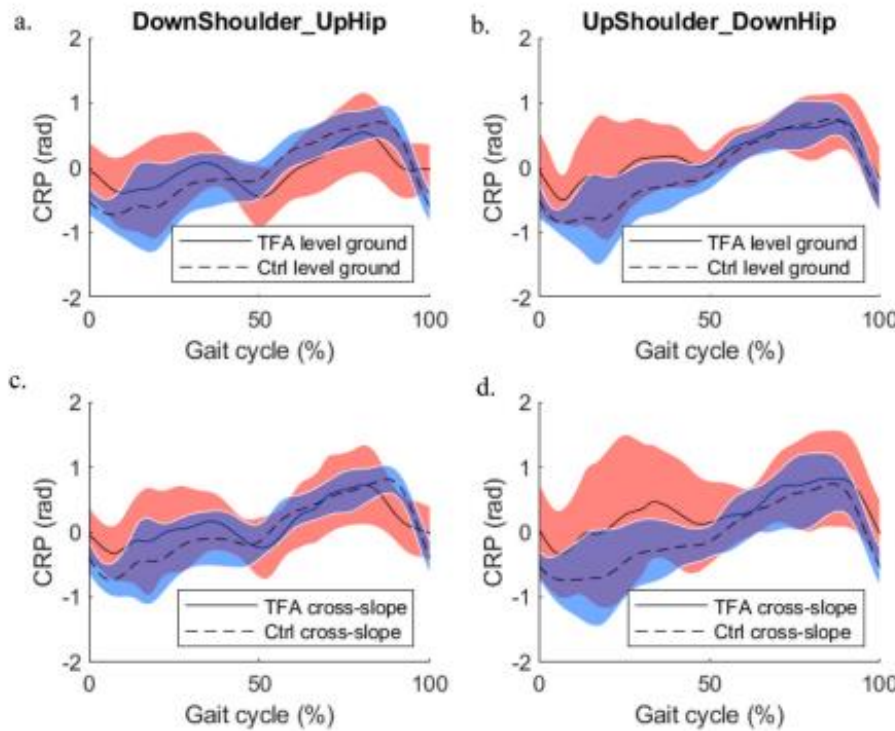 a.
DownShoulder_UpHip
2
1
0
-1
-2
CRP (rad)
TFA level ground
Ctrl level ground
0
50
100
Gait cycle (%)
b.
UpShoulder_DownHip
2
1
0
-1
-2
CRP (rad)
TFA level ground
Ctrl level ground
0
50
100
Gait cycle (%)
c.
2
1
0
-1
-2
CRP (rad)
TFA cross-slope
Ctrl cross-slope
0
50
100
Gait cycle (%)
d.
2
1
0
-1
-2
CRP (rad)
TFA cross-slope
Ctrl cross-slope
0
50
100
Gait cycle (%)